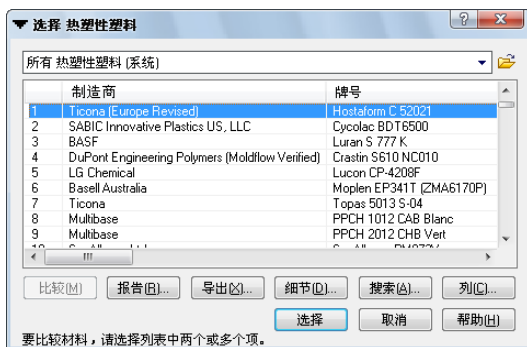 选择 热塑性塑料
所有 热塑性塑料 (系统)
制造商 牌号
1 Ticona (Europe Revised) Hostaform C 52021
2 SABIC Innovative Plastics US, LLC Cycolac BDT6500
3 BASF Luran S 777 K
4 DuPont Engineering Polymers (Moldflow Verified) Crastin S610 NC010
5 LG Chemical Lucon CP-4208F
6 Basell Australia Moplen EP341T (ZMA6170P)
7 Ticona Topas 5013 S-04
8 Multibase PPCH 1012 CAB Blanc
9 Multibase PPCH 2012 CHB Vert
比较(M) 报告(R)... 导出(X)... 细节(D)... 搜索(A)... 列(C)...
选择 取消 帮助(H)
要比较材料，请选择列表中两个或多个项。